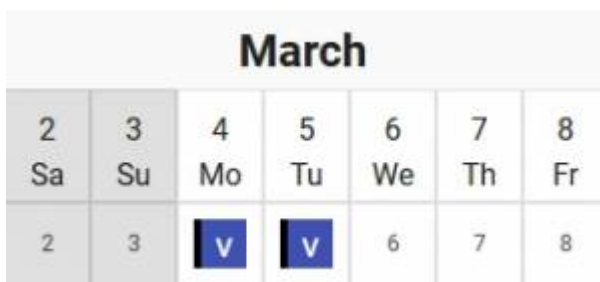 March
2 3 4 5 6 7 8
Sa Su Mo Tu We Th Fr
2 3 V V 6 7 8